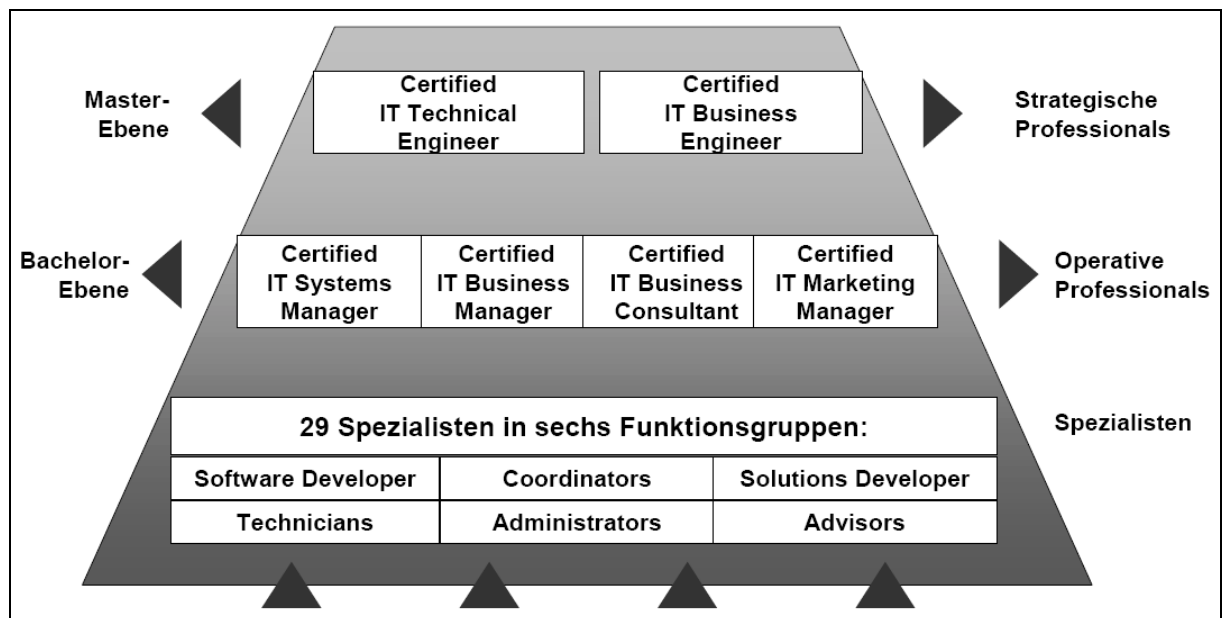 Master-
Ebene
Certified
IT Technical
Engineer
Certified
IT Business
Engineer
Strategische
Professionals
Bachelor-
Ebene
Certified
IT Systems
Manager
Certified
IT Business
Manager
Certified
IT Business
Consultant
Certified
IT Marketing
Manager
Operative
Professionals
29 Spezialisten in sechs Funktionsgruppen:
Spezialisten
Software Developer
Coordinators
Solutions Developer
Technicians
Administrators
Advisors